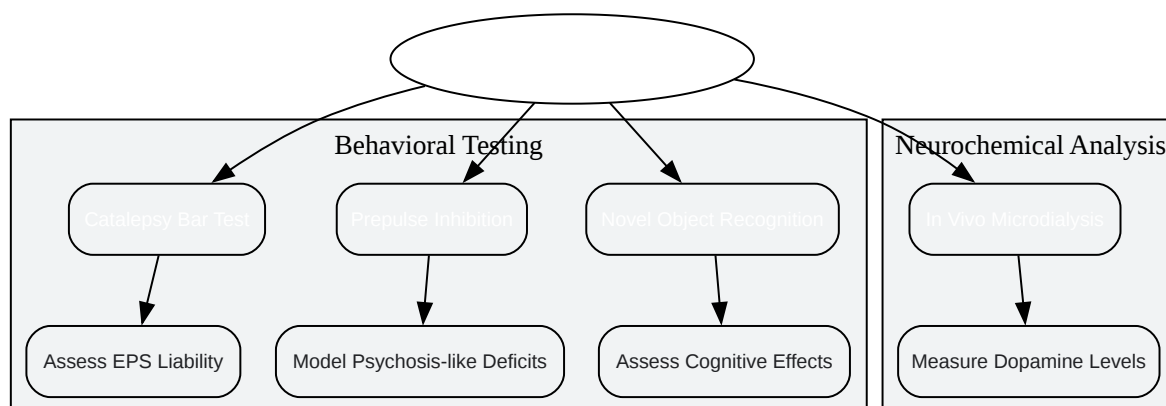 Behavioral Testing
Neurochemical Analysis
Catalepsy Bar Test
Prepulse Inhibition
Novel Object Recognition
In Vivo Microdialysis
Assess EPS Liability
Model Psychosis-like Deficits
Assess Cognitive Effects
Measure Dopamine Levels